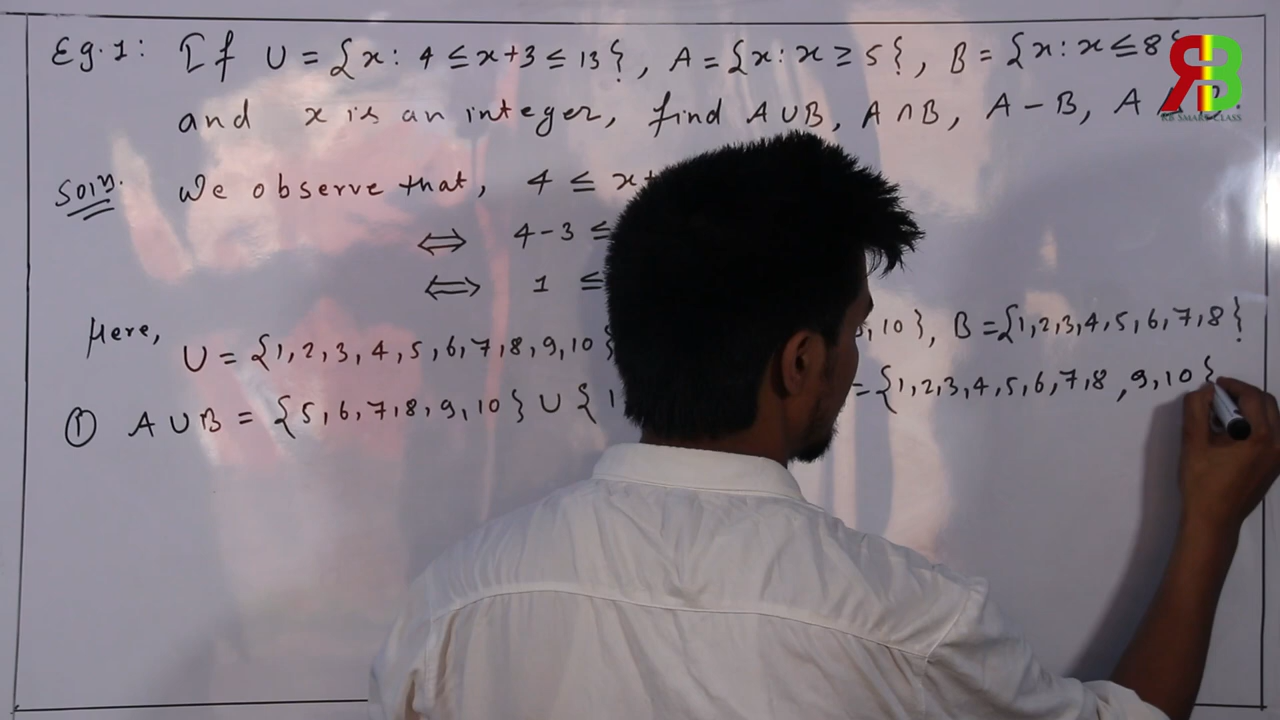 Eg.1: If U = {x: 4 ≤ x+3 ≤ 13}, A = {x: x ≥ 5}, B = {x: x ≤ 8}
and x is an integer, find A ∪ B, A ∩ B, A - B, A
Soln. We observe that, 4 ≤ x+
⇔ 4-3 ≤
⇔ 1 ≤
Here, U = {1,2,3,4,5,6,7,8,9,10} , 10}, B = {1,2,3,4,5,6,7,8}
① A ∪ B = {5,6,7,8,9,10} ∪ {1, = {1,2,3,4,5,6,7,8,9,10}
RB SMART CLASS